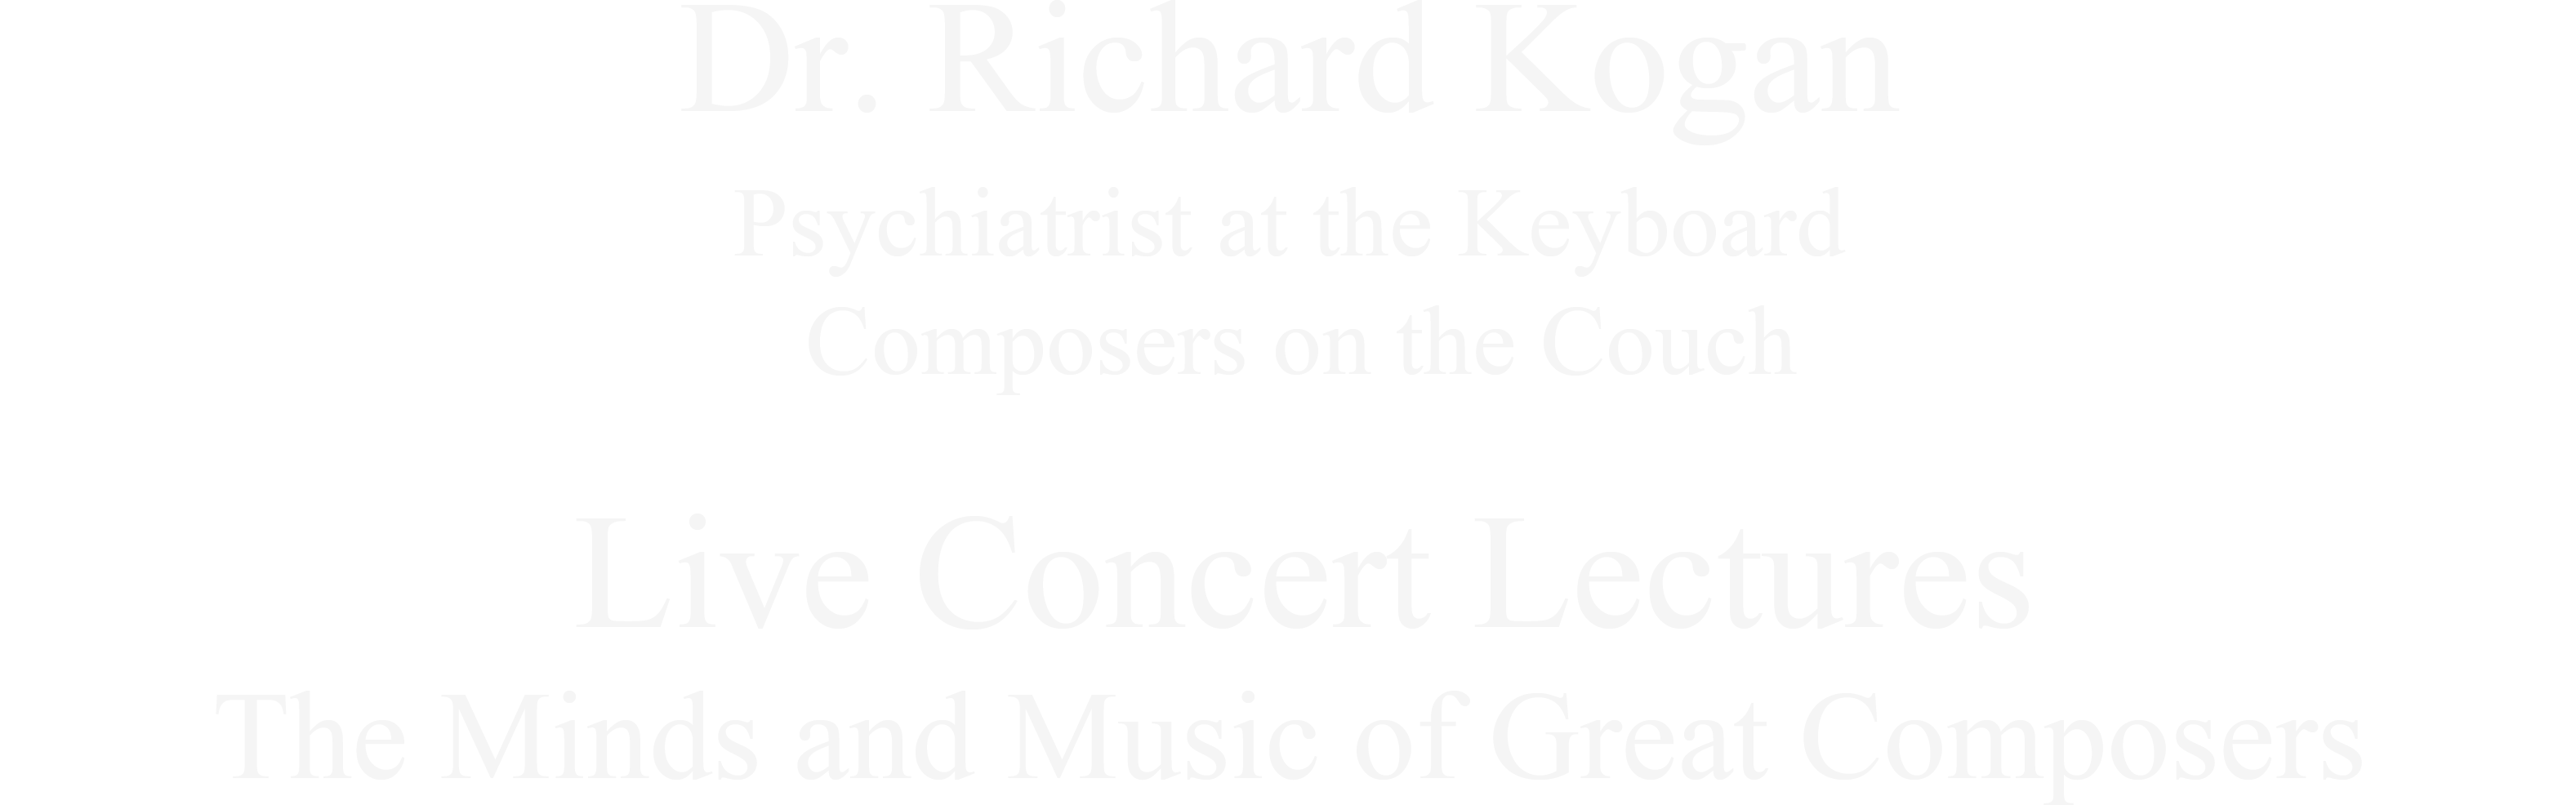 Dr. Richard Kogan
Psychiatrist at the Keyboard
Composers on the Couch
Live Concert Lectures
The Minds and Music of Great Composers